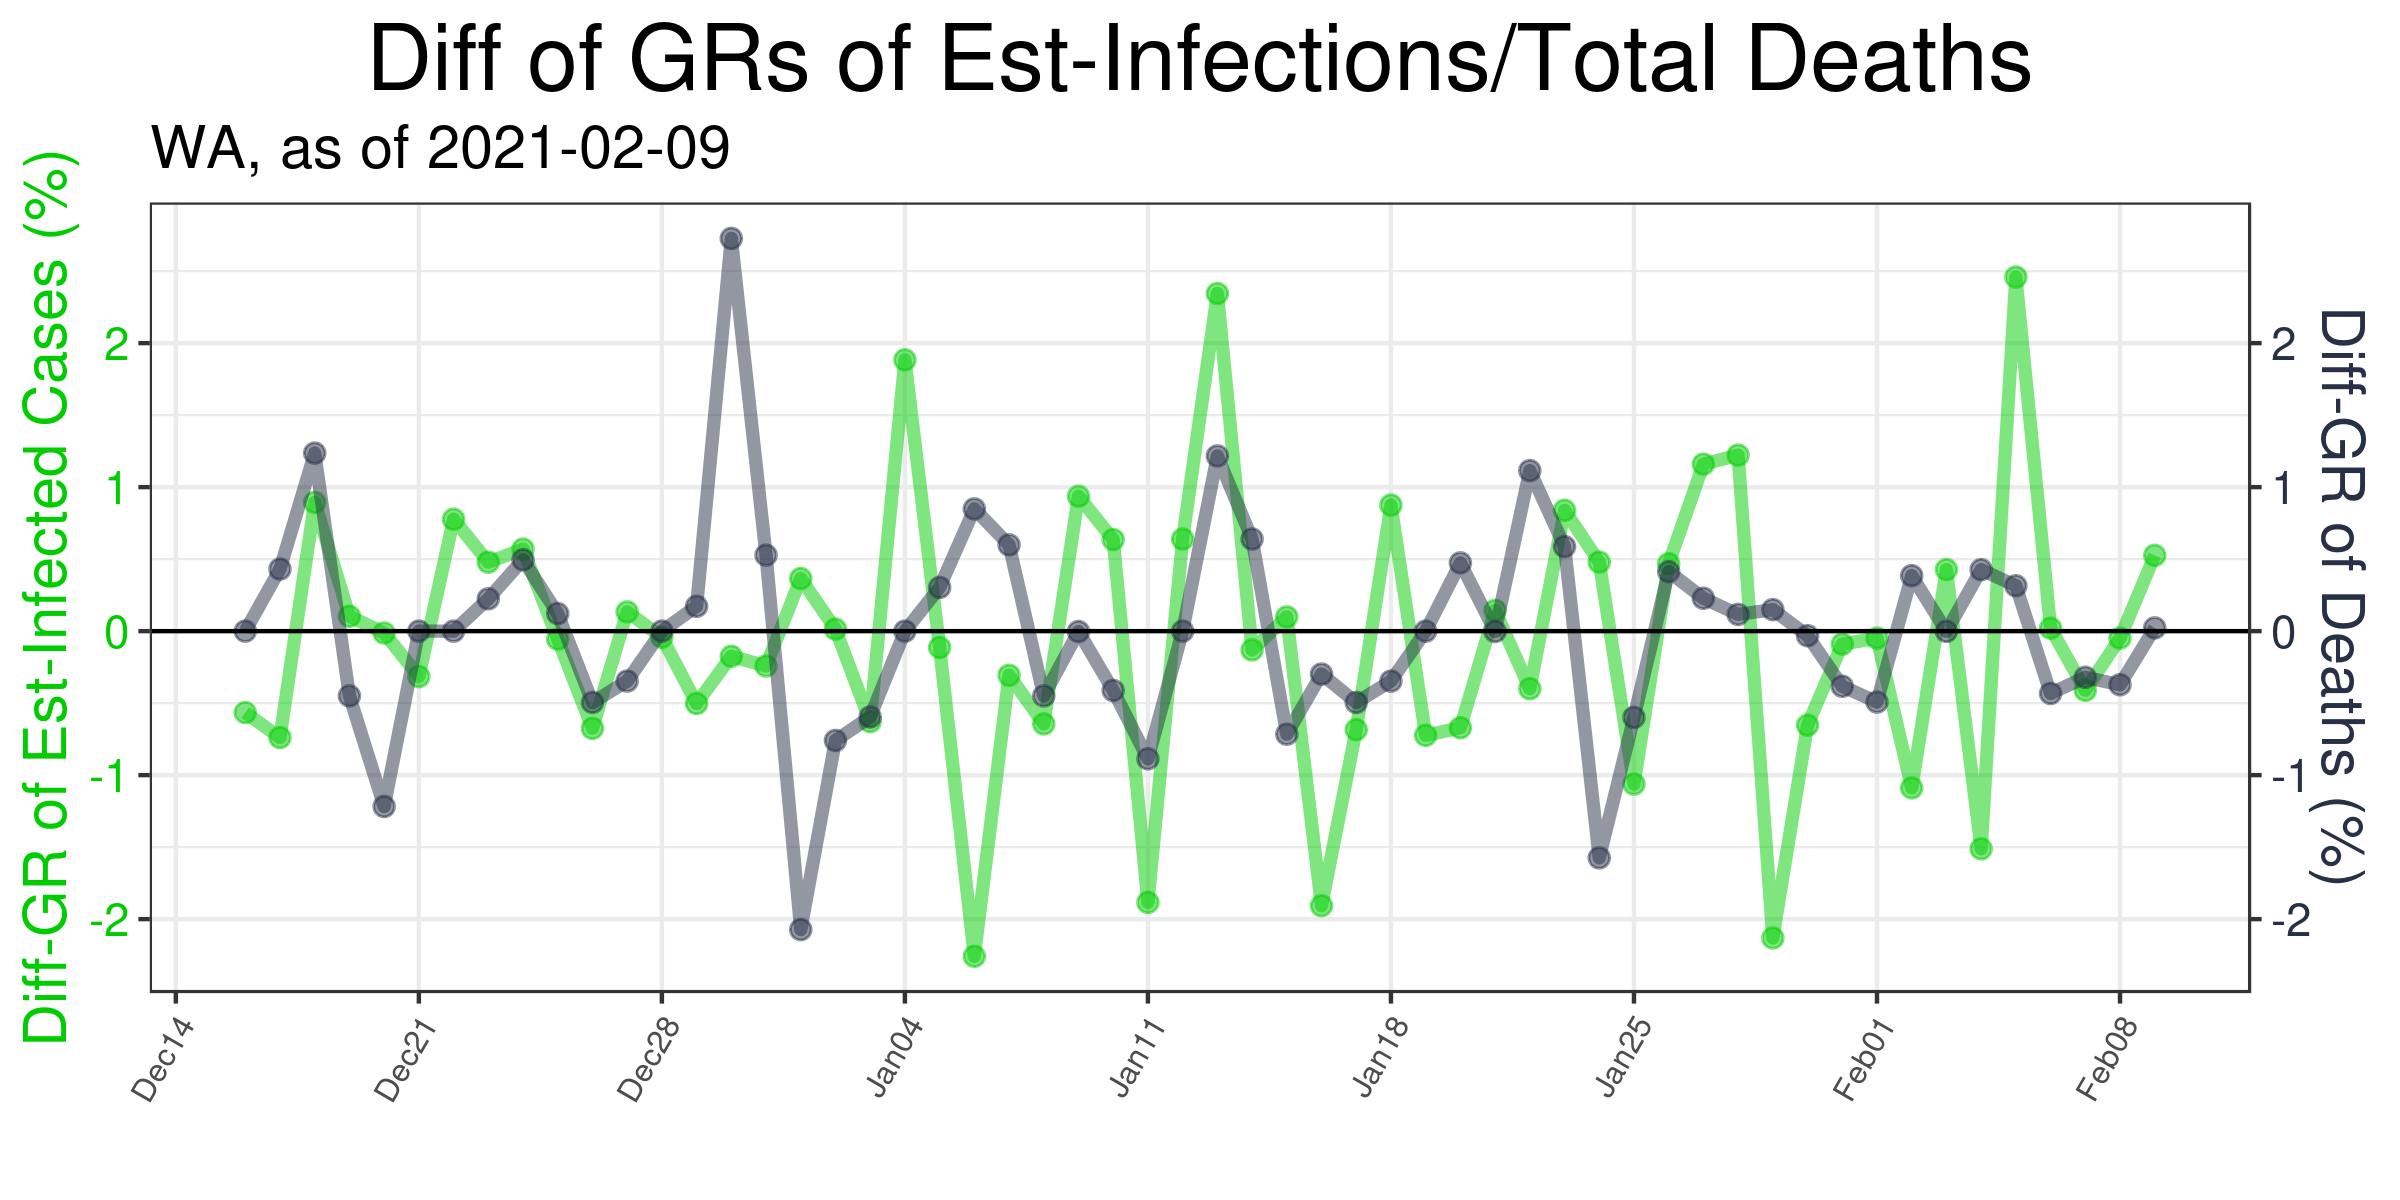 Diff of GRs of Est-Infections/Total Deaths
WA, as of 2021-02-09
Diff-GR of Est-Infected Cases (%)
2
1
0
-1
-2
2
1
0
-1
-2
Diff-GR of Deaths (%)
Dec14
Dec21
Dec28
Jan04
Jan11
Jan18
Jan25
Feb01
Feb08